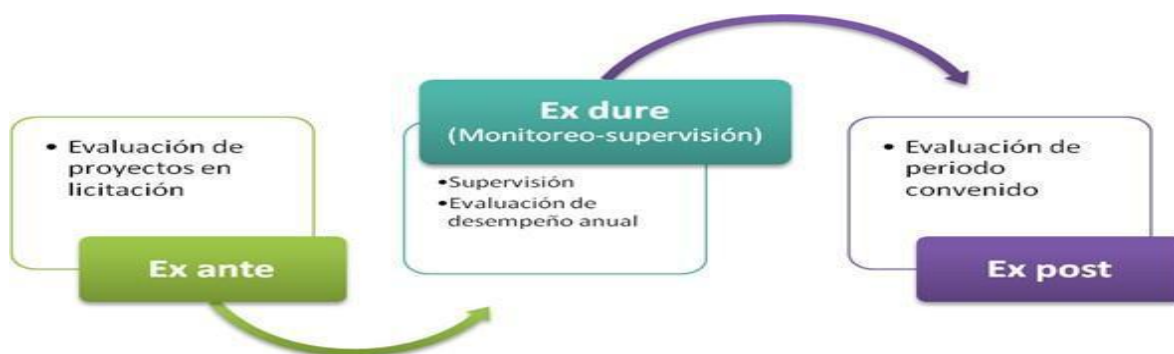 • Evaluación de
proyectos en
licitación
Ex ante
Ex dure
(Monitoreo-supervisión)
•Supervisión
•Evaluación de
desempeño anual
• Evaluación de
periodo
convenido
Ex post